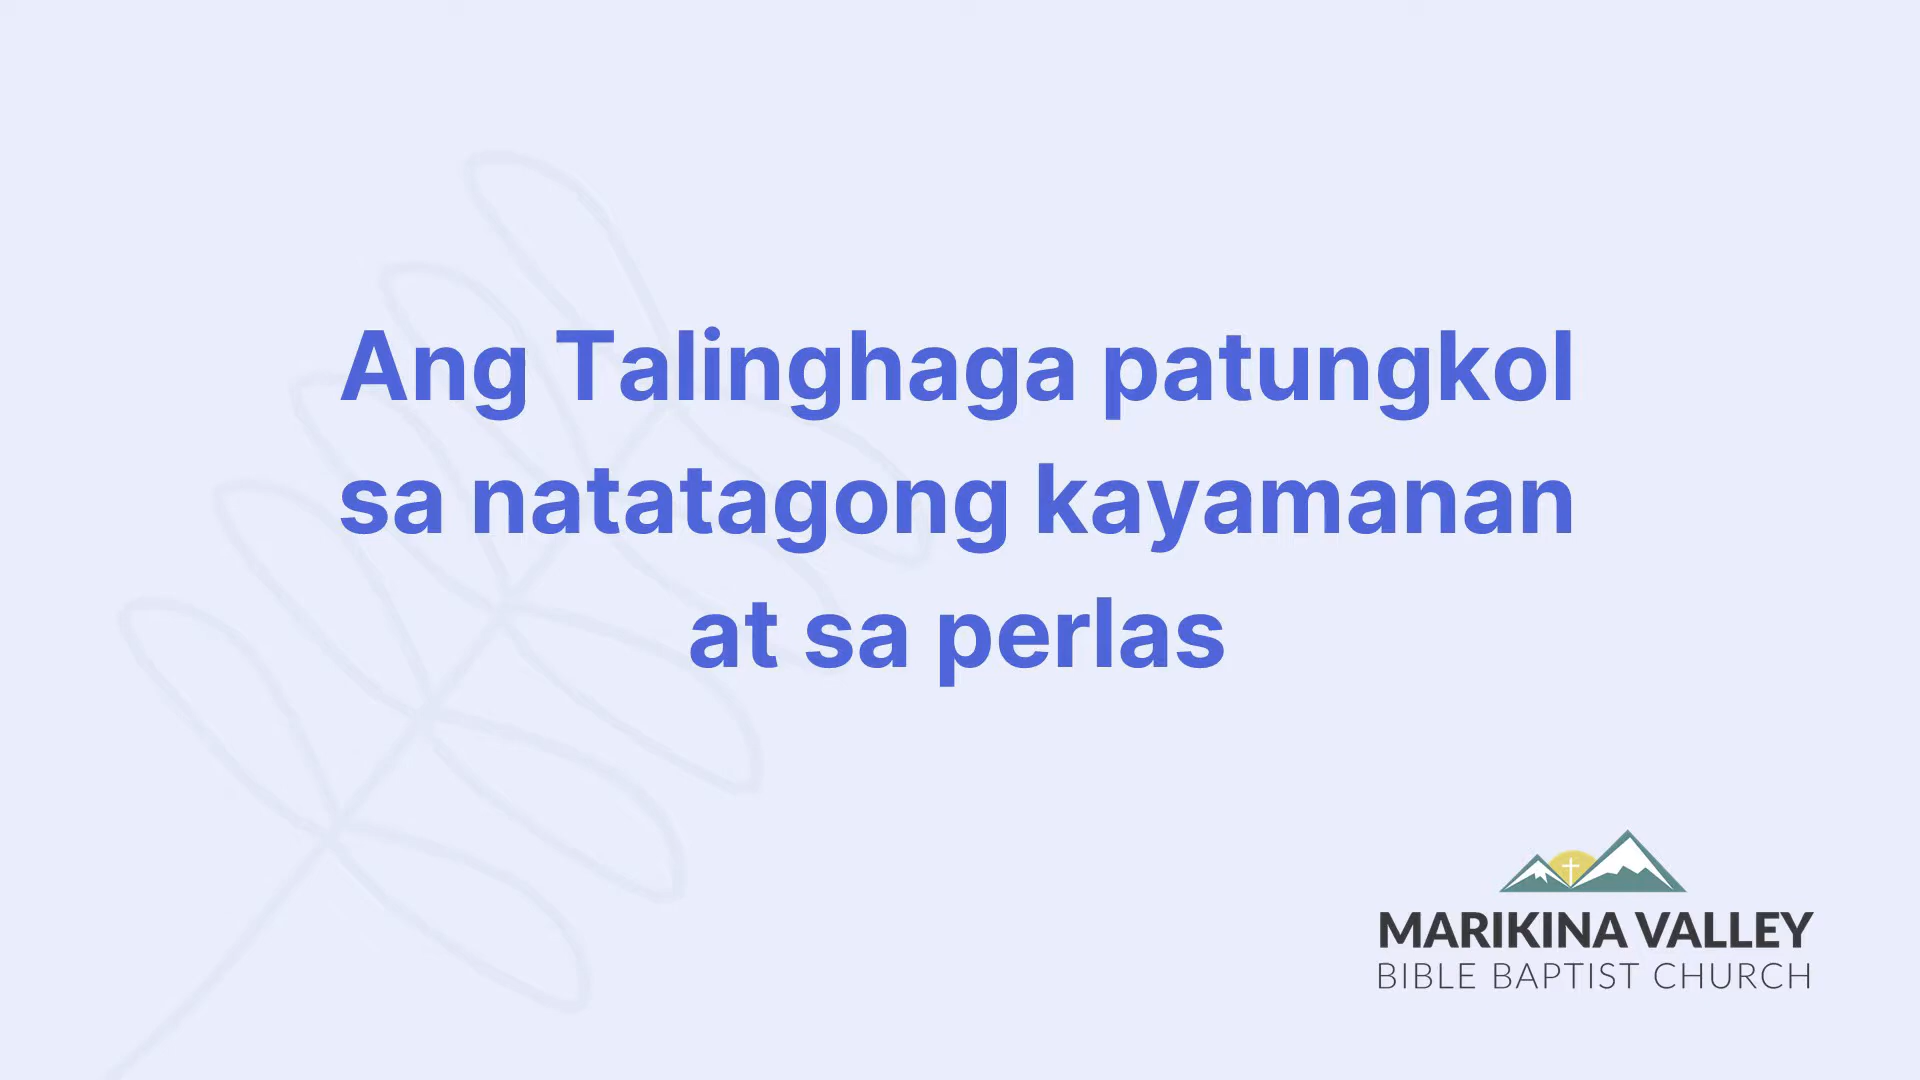 Ang Talinghaga patungkol
sa natatagong kayamanan
at sa perlas
MARIKINA VALLEY
BIBLE BAPTIST CHURCH